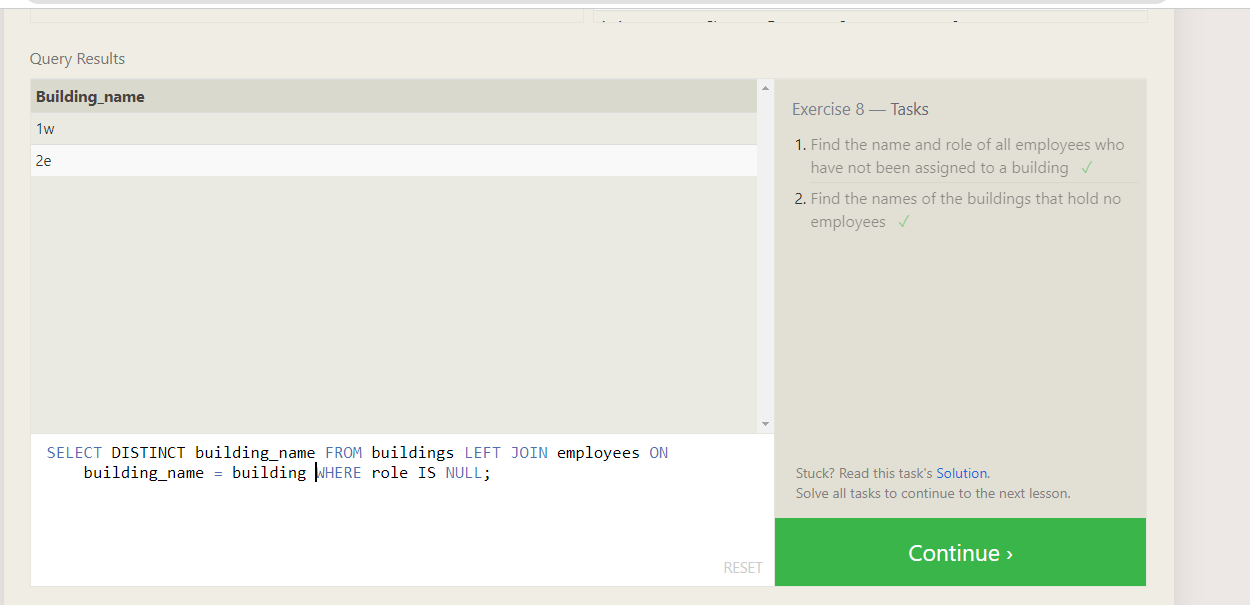 Query Results
Building_name
1w
2e
SELECT DISTINCT building_name FROM buildings LEFT JOIN employees ON
building_name = building WHERE role IS NULL;
RESET
Exercise 8 — Tasks
1. Find the name and role of all employees who
have not been assigned to a building ✓
2. Find the names of the buildings that hold no
employees ✓
Stuck? Read this task's Solution.
Solve all tasks to continue to the next lesson.
Continue ›